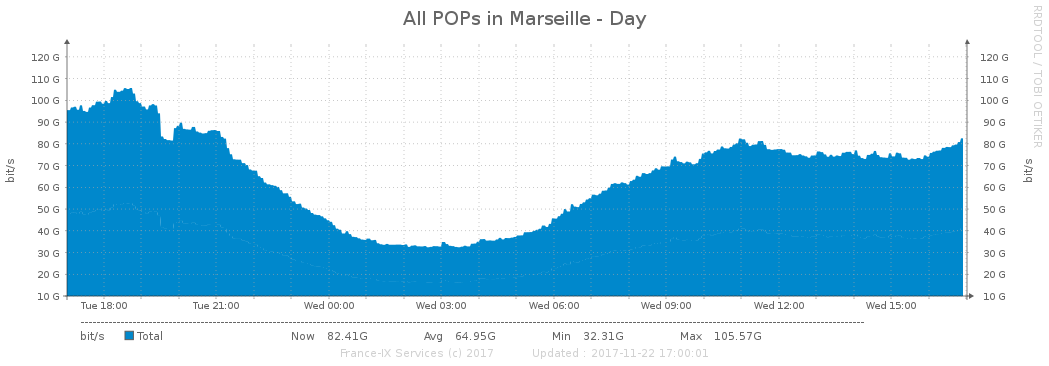 All POPs in Marseille - Day
RRDTOOL / TOBI OETIKER
120 G 120 G
110 G 110 G
100 G 100 G
90 G 90 G
80 G 80 G
70 G 70 G
60 G 60 G
50 G 50 G
40 G 40 G
30 G 30 G
20 G 20 G
10 G 10 G
bit/s
bit/s
Tue 18:00 Tue 21:00 Wed 00:00 Wed 03:00 Wed 06:00 Wed 09:00 Wed 12:00 Wed 15:00
bit/s Total Now 82.41G Avg 64.95G Min 32.31G Max 105.57G
France-IX Services (c) 2017 Updated : 2017-11-22 17:00:01